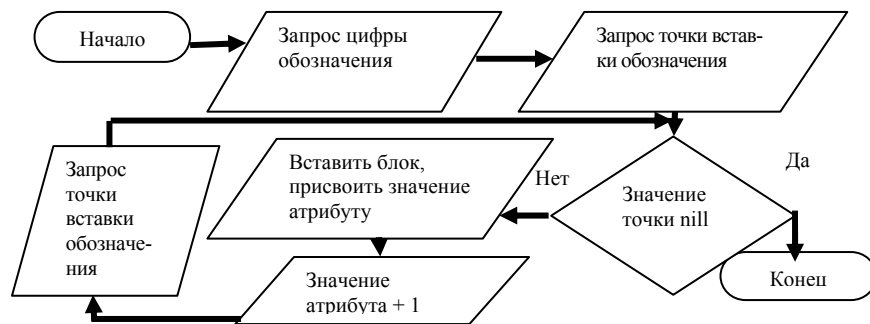 Начало
Запрос цифры
обозначения
Запрос точки встав-
ки обозначения
Запрос
точки
вставки
обозначе-
ния
Вставить блок,
присвоить значение
атрибуту
Нет
Значение
точки nill
Да
Значение
атрибута + 1
Конец